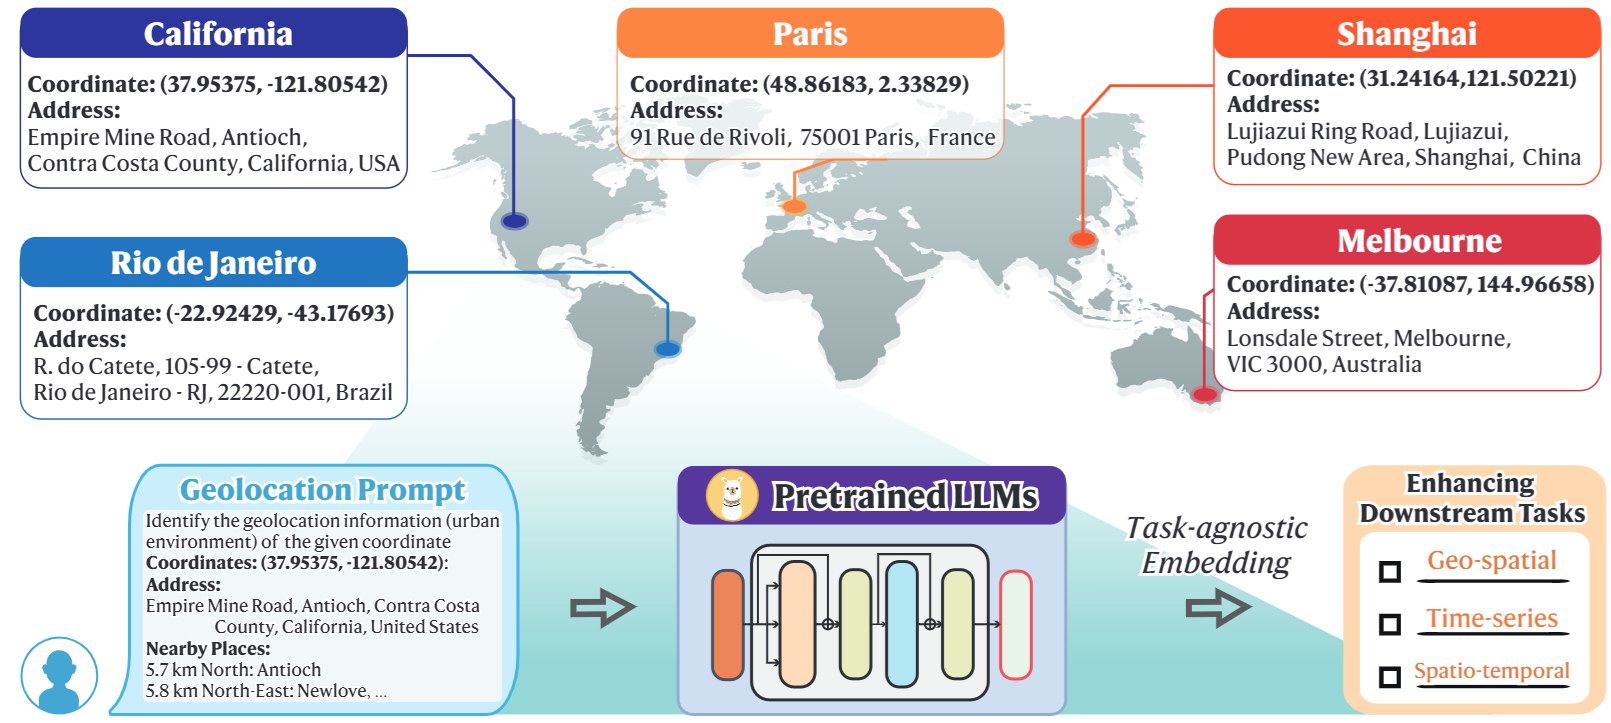 California
Coordinate: (37.95375, -121.80542)
Address:
Empire Mine Road, Antioch,
Contra Costa County, California, USA
Paris
Coordinate: (48.86183, 2.33829)
Address:
91 Rue de Rivoli, 75001 Paris, France
Shanghai
Coordinate: (31.24164,121.50221)
Address:
Lujiazui Ring Road, Lujiazui,
Pudong New Area, Shanghai, China
Rio de Janeiro
Coordinate: (-22.92429, -43.17693)
Address:
R. do Catete, 105-99 - Catete,
Rio de Janeiro - RJ, 22220-001, Brazil
Melbourne
Coordinate: (-37.81087, 144.96658)
Address:
Lonsdale Street, Melbourne,
VIC 3000, Australia
Geolocation Prompt
Identify the geolocation information (urban
environment) of the given coordinate
Coordinates: (37.95375, -121.80542):
Address:
Empire Mine Road, Antioch, Contra Costa
County, California, United States
Nearby Places:
5.7 km North: Antioch
5.8 km North-East: Newlove, ...
Pretrained LLMs
Task-agnostic
Embedding
Enhancing
Downstream Tasks
Geo-spatial
Time-series
Spatio-temporal